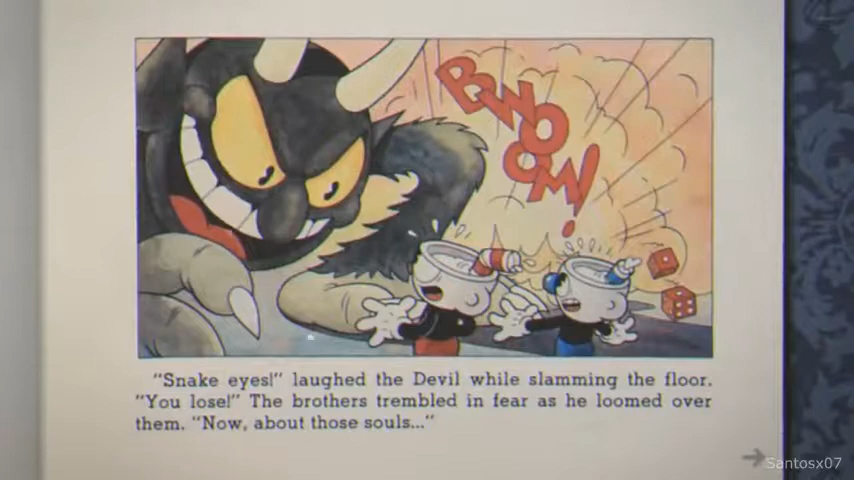 BWOOM!
"Snake eyes!" laughed the Devil while slamming the floor.
"You lose!" The brothers trembled in fear as he loomed over
them. "Now, about those souls..."
Santosx07